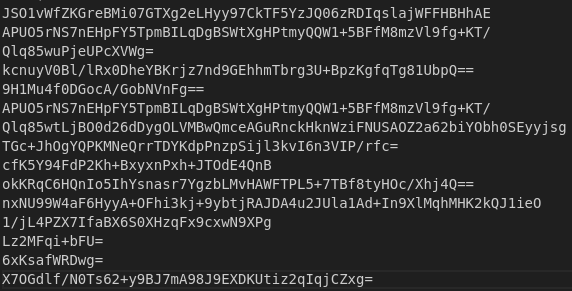 JSO1vWfZKGreBMi07GTXg2eLHyy97CkTF5YzJQ06zRDIqslajWFFHBHhAE
APUO5rNS7nEHpFY5TpmBILqDgBSWtXgHPtmyQQW1+5BFfM8mzVl9fg+KT/
Qlq85wuPjeUPcXVWg=
kcnuyV0Bl/lRx0DheYBKrjz7nd9GEhhmTbrg3U+BpzKgfqTg81UbpQ==
9H1Mu4f0DGocA/GobNVnFg==
APUO5rNS7nEHpFY5TpmBILqDgBSWtXgHPtmyQQW1+5BFfM8mzVl9fg+KT/
Qlq85wtLjBO0d26dDygOLVMBwQmceAGuRnckHknWziFNUSAOZ2a62biYObh0SEyyjsg
TGc+JhOgYQPKMNeQrrTDYKdpPnzpSijl3kvI6n3VIP/rfc=
cfK5Y94FdP2Kh+BxyxnPxh+JTOdE4QnB
okKRqC6HQnIo5IhYsnasr7YgzbLMvHAWFTPL5+7TBf8tyHOc/Xhj4Q==
nxNU99W4aF6HyyA+OFhi3kj+9ybtjRAJDA4u2JUla1Ad+In9XlMqhMHK2kQJ1ieO
1/jL4PZX7IfaBX6S0XHzqFx9cxwN9XPg
Lz2MFqi+bFU=
6xKsafWRDwg=
X7OGdlf/N0Ts62+y9BJ7mA98J9EXDKUtiz2qIqjCZxg=